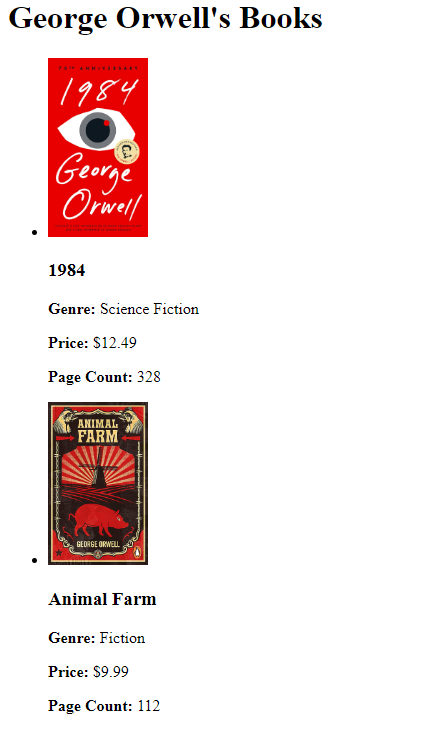 George Orwell's Books
1984
George
Orwell
1984
Genre: Science Fiction
Price: $12.49
Page Count: 328
ANIMAL
FARM
GEORGE ORWELL
Animal Farm
Genre: Fiction
Price: $9.99
Page Count: 112